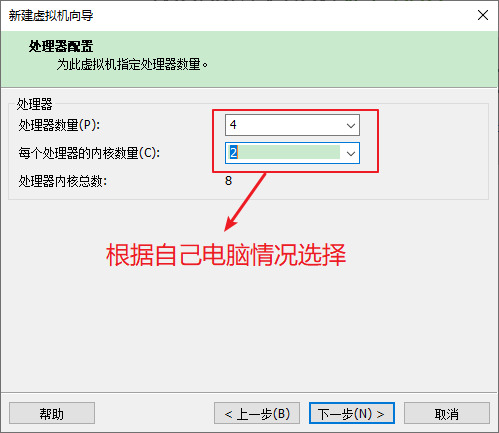 新建虚拟机向导
处理器配置
为此虚拟机指定处理器数量。
处理器
处理器数量(P): 4
每个处理器的内核数量(C): 2
处理器内核总数: 8
根据自己电脑情况选择
帮助 < 上一步(B) 下一步(N) > 取消